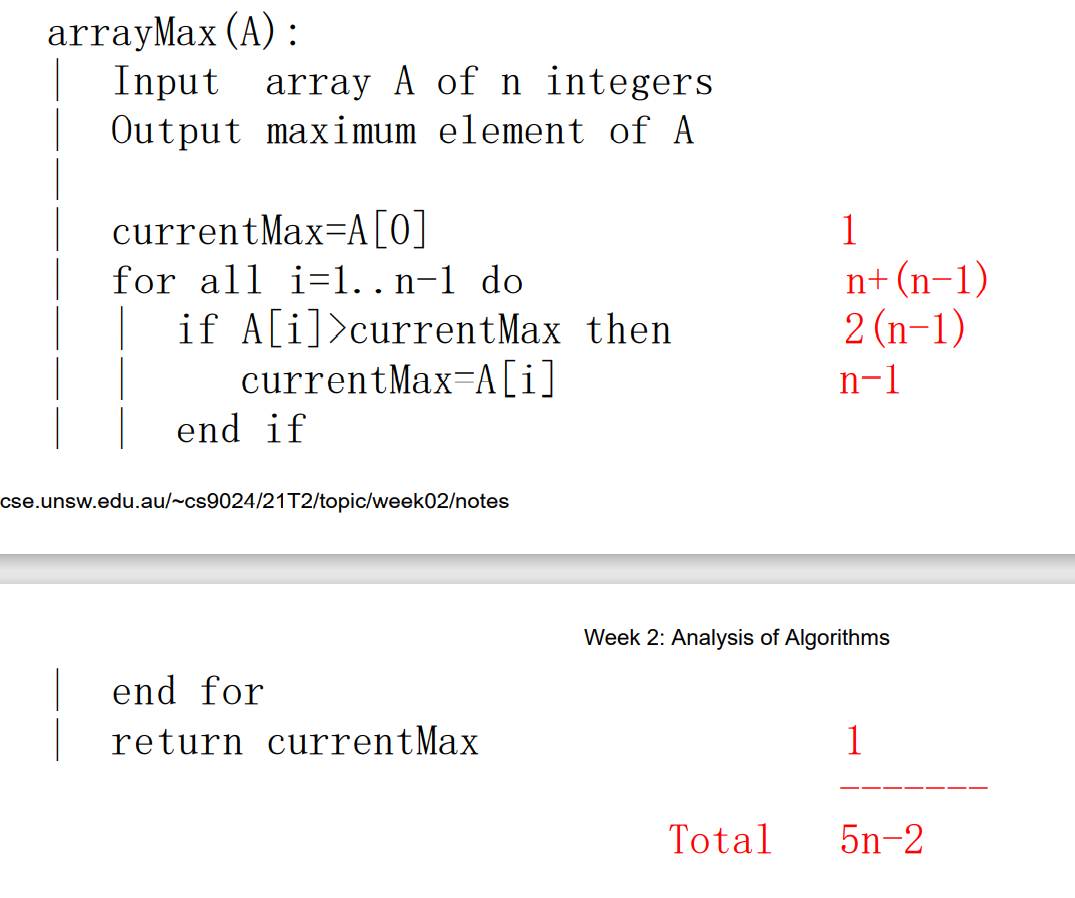 arrayMax(A):
| Input array A of n integers
| Output maximum element of A
|
| currentMax=A[0] 1
| for all i=1..n-1 do n+(n-1)
| | if A[i]>currentMax then 2(n-1)
| | currentMax=A[i] n-1
| | end if
cse.unsw.edu.au/~cs9024/21T2/topic/week02/notes
Week 2: Analysis of Algorithms
| end for
| return currentMax 1
-------
Total 5n-2